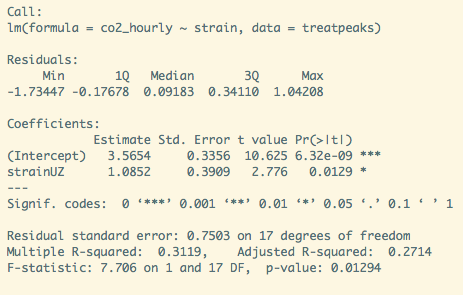 Call:
lm(formula = co2_hourly ~ strain, data = treatpeaks)
Residuals:
Min 1Q Median 3Q Max
-1.73447 -0.17678 0.09183 0.34110 1.04208
Coefficients:
Estimate Std. Error t value Pr(>|t|)
(Intercept) 3.5654 0.3356 10.625 6.32e-09 ***
strainUZ 1.0852 0.3909 2.776 0.0129 *
---
Signif. codes: 0 ‘***’ 0.001 ‘**’ 0.01 ‘*’ 0.05 ‘.’ 0.1 ‘ ’ 1
Residual standard error: 0.7503 on 17 degrees of freedom
Multiple R-squared: 0.3119, Adjusted R-squared: 0.2714
F-statistic: 7.706 on 1 and 17 DF, p-value: 0.01294